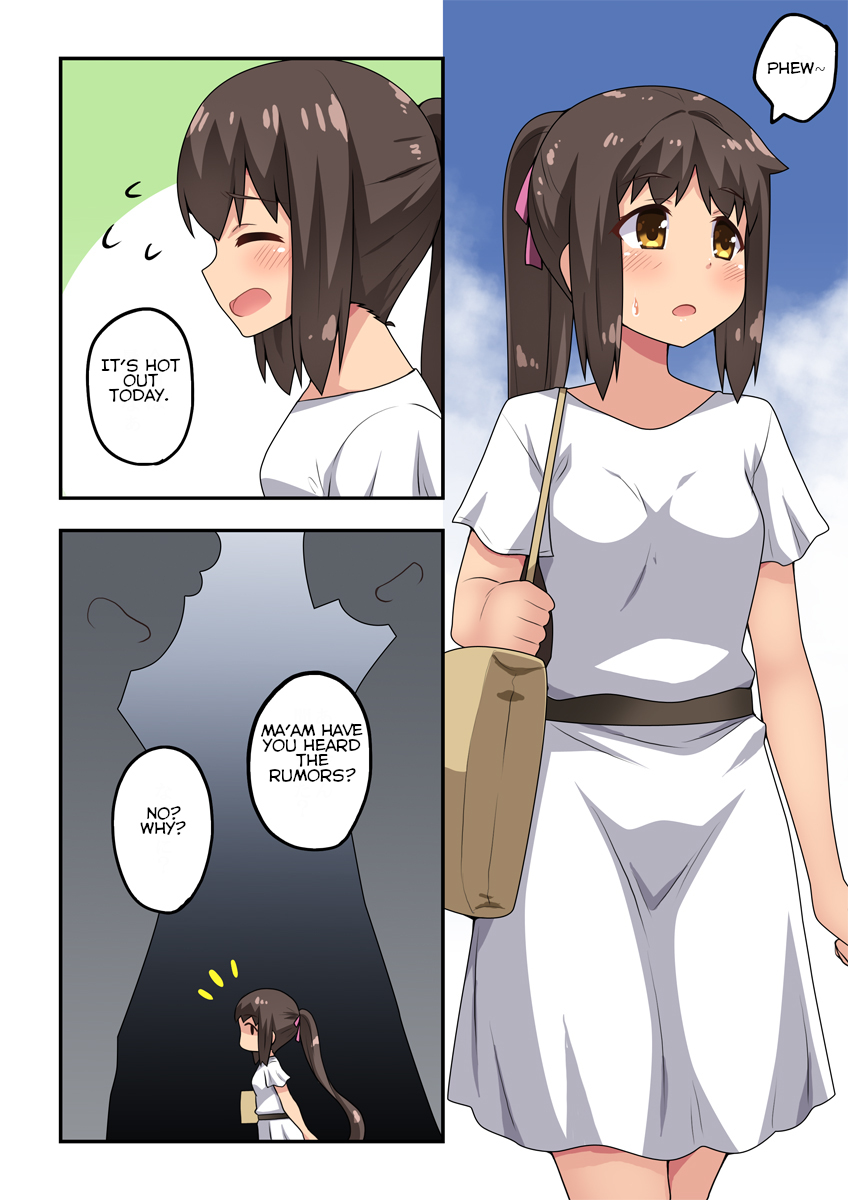 PHEW~
IT'S HOT
OUT
TODAY.
MA'AM HAVE
YOU HEARD
THE
RUMORS?
NO?
WHY?